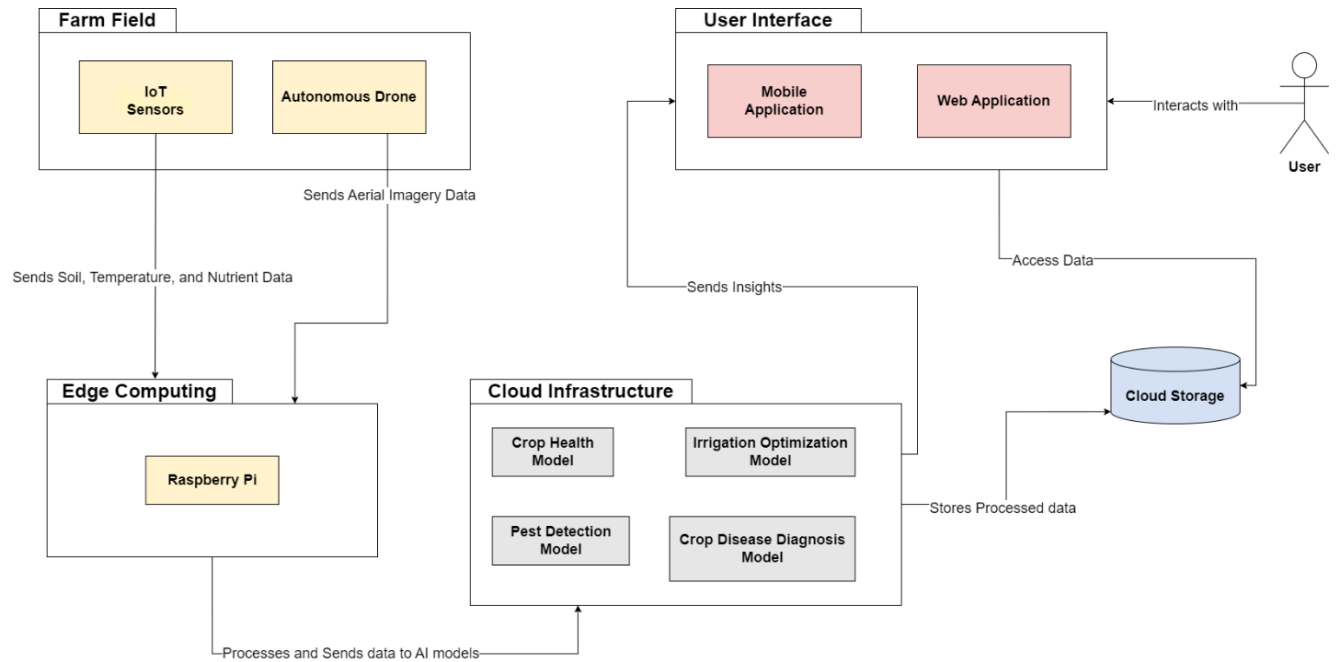 Farm Field
IoT
Sensors
Autonomous Drone
Sends Aerial Imagery Data
Sends Soil, Temperature, and Nutrient Data
User Interface
Mobile
Application
Web Application
Interacts with
User
Access Data
Sends Insights
Edge Computing
Raspberry Pi
Cloud Infrastructure
Crop Health
Model
Irrigation Optimization
Model
Pest Detection
Model
Crop Disease Diagnosis
Model
Cloud Storage
Stores Processed data
Processes and Sends data to AI models